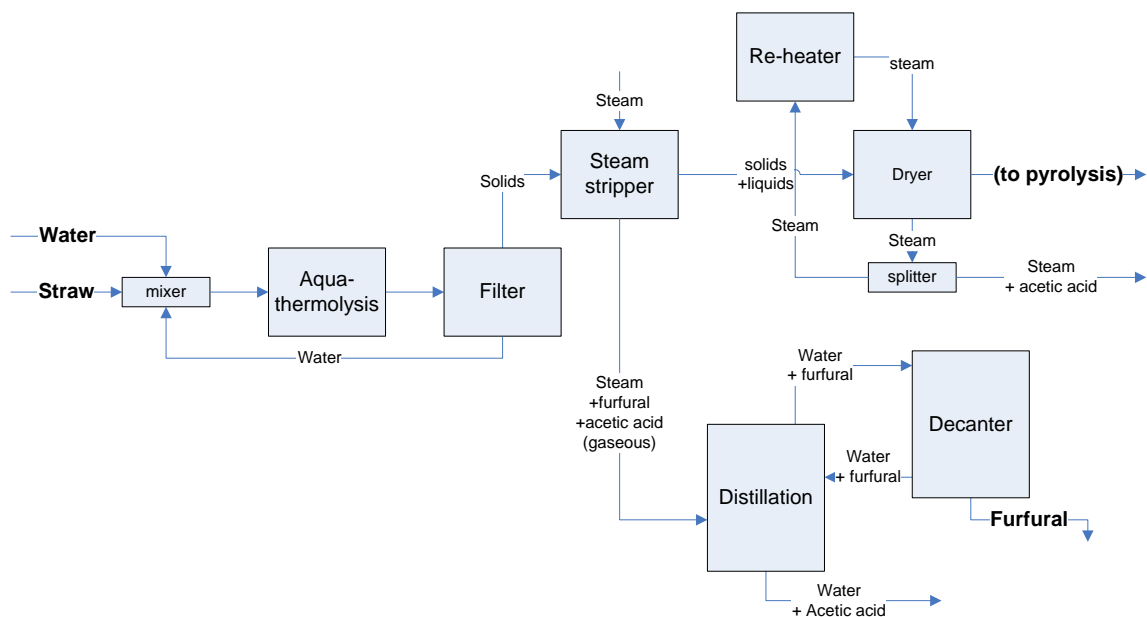 Re-heater
steam
Steam
Steam
stripper
solids
+liquids
Dryer
(to pyrolysis)
Solids
Steam
Steam
Water
splitter
Steam
+ acetic acid
Straw
mixer
Aqua-
thermolysis
Filter
Water
Steam
+furfural
+acetic acid
(gaseous)
Water
+ furfural
Decanter
Water
+ furfural
Distillation
Furfural
Water
+ Acetic acid